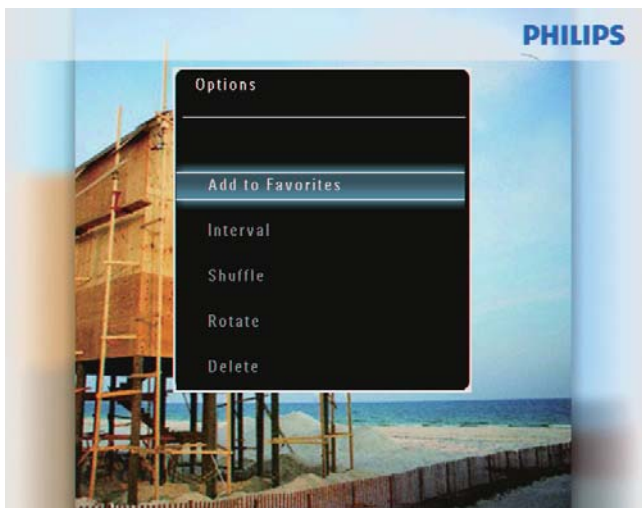 PHILIPS
Options
Add to Favorites
Interval
Shuffle
Rotate
Delete